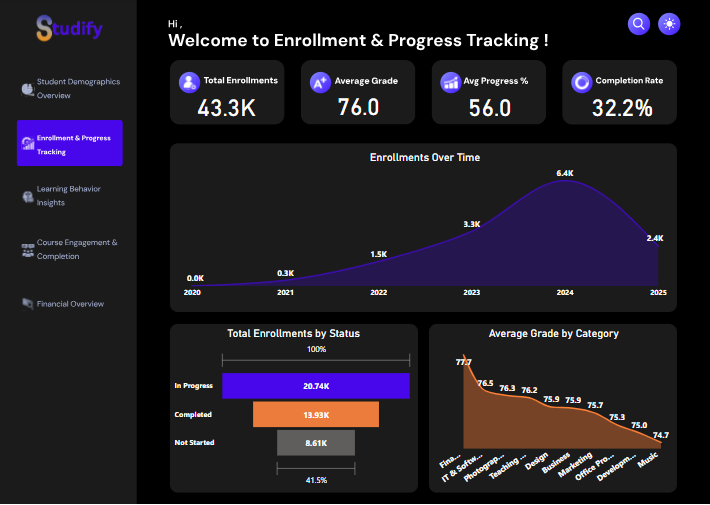 Studify
Student Demographics
Overview
Enrollment & Progress
Tracking
Learning Behavior
Insights
Course Engagement &
Completion
Financial Overview
Hi ,
Welcome to Enrollment & Progress Tracking !
Total Enrollments
43.3K
A+
Average Grade
76.0
Avg Progress %
56.0
Completion Rate
32.2%
Enrollments Over Time
0.0K
0.3K
1.5K
3.3K
6.4K
2.4K
2020 2021 2022 2023 2024 2025
Total Enrollments by Status
100%
In Progress 20.74K
Completed 13.93K
Not Started 8.61K
41.5%
Average Grade by Category
77.7 76.5 76.3 76.2 75.9 75.9 75.7 75.3 75.0 74.7
Fina...
IT & Softw...
Photograp...
Teaching ...
Design
Business
Marketing
Office Pro...
Developm...
Music